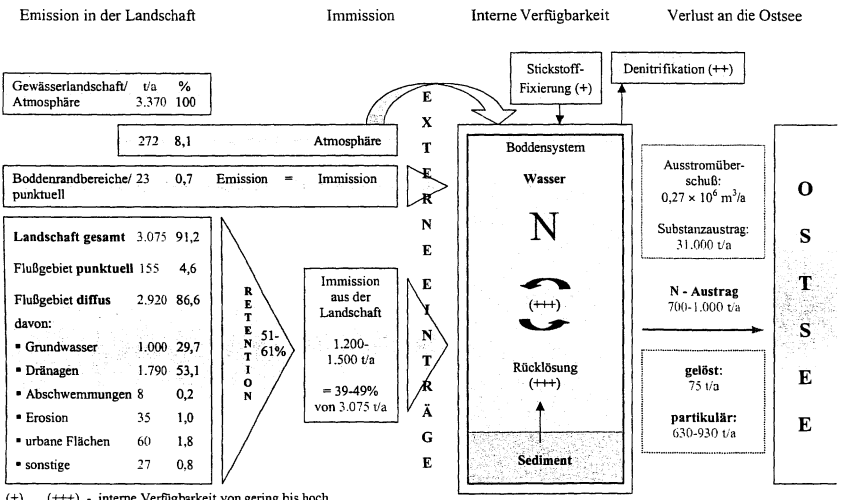 Emission in der Landschaft
Immission
Interne Verfügbarkeit
Verlust an die Ostsee
Gewässerlandschaft/ t/a %
Atmosphäre 3.370 100
272 8,1 Atmosphäre
Boddenrandbereiche/ 23 0,7 Emission = Immission
punktuell
Landschaft gesamt 3.075 91,2
Flußgebiet punktuell 155 4,6
Flußgebiet diffus 2.920 86,6
davon:
▪ Grundwasser 1.000 29,7
▪ Dränagen 1.790 53,1
▪ Abschwemmungen 8 0,2
▪ Erosion 35 1,0
▪ urbane Flächen 60 1,8
▪ sonstige 27 0,8
RETENTION
51-
61%
Immission
aus der
Landschaft
1.200-
1.500 t/a
= 39-49%
von 3.075 t/a
EXTERNE EINTRÄGE
Stickstoff-
Fixierung (+)
Denitrifikation (++)
Boddensystem
Wasser
N
(+++)
Rücklösung
(+++)
Sediment
Ausstromüber-
schuß:
0,27 × 10⁶ m³/a
Substanzaustrag:
31.000 t/a
N - Austrag
700-1.000 t/a
gelöst:
75 t/a
partikulär:
630-930 t/a
OSTSEE
(+) (+++) - interne Verfügbarkeit von gering bis hoch